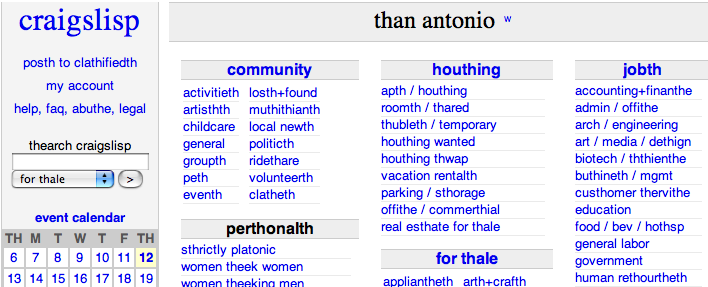 craigslisp
posth to clathifiedth
my account
help, faq, abuthe, legal
thearch craigslisp
for thale
>
event calendar
TH M T W T F TH
6 7 8 9 10 11 12
13 14 15 16 17 18 19
than antonio w
community
activitieth losth+found
artisthth muthithianth
childcare local newth
general politicth
groupth ridethare
peth volunteerth
eventh clatheth
perthonalth
sthrictly platonic
women theek women
women theeking men
houthing
apth / houthing
roomth / thared
thubleth / temporary
houthing wanted
houthing thwap
vacation rentalth
parking / sthorage
offithe / commerthial
real esthate for thale
for thale
appliantheth arth+crafth
jobth
accounting+finanthe
admin / offithe
arch / engineering
art / media / dethign
biotech / ththienthe
buthineth / mgmt
custhomer thervithe
education
food / bev / hothsp
general labor
government
human rethourtheth